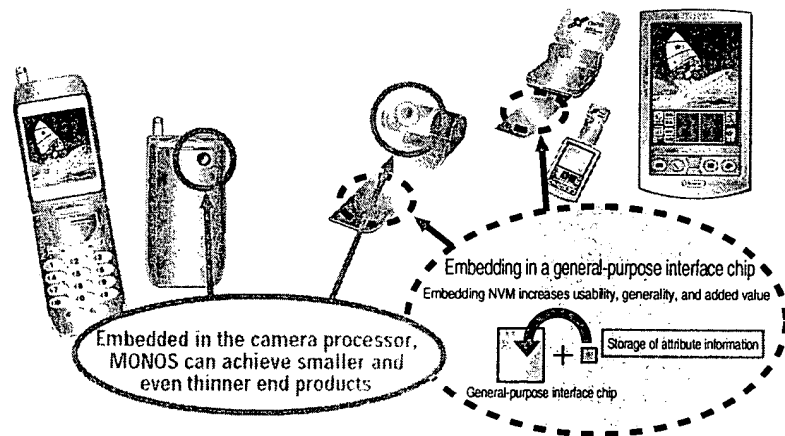 Embedding in a general-purpose interface chip
Embedding NVM increases usability, generality, and added value
Storage of attribute information
General-purpose interface chip
Embedded in the camera processor,
MONOS can achieve smaller and
even thinner end products